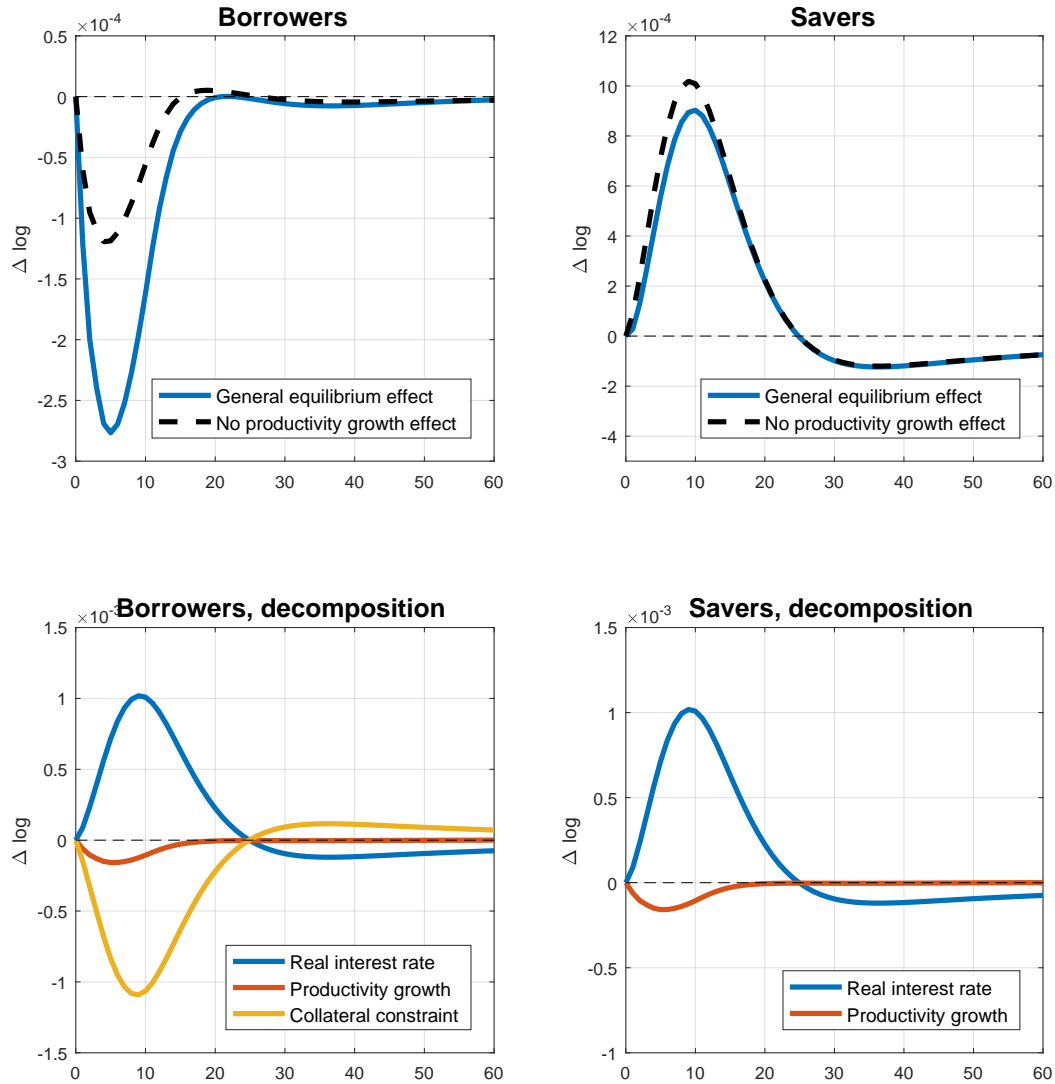 Borrowers
×10⁻⁴
0.5
0
-0.5
-1
-1.5
-2
-2.5
-3
Δ log
General equilibrium effect
No productivity growth effect
0 10 20 30 40 50 60
Savers
×10⁻⁴
12
10
8
6
4
2
0
-2
-4
Δ log
General equilibrium effect
No productivity growth effect
0 10 20 30 40 50 60
Borrowers, decomposition
×10⁻³
1.5
1
0.5
0
-0.5
-1
-1.5
Δ log
Real interest rate
Productivity growth
Collateral constraint
0 10 20 30 40 50 60
Savers, decomposition
×10⁻³
1.5
1
0.5
0
-0.5
-1
Δ log
Real interest rate
Productivity growth
0 10 20 30 40 50 60